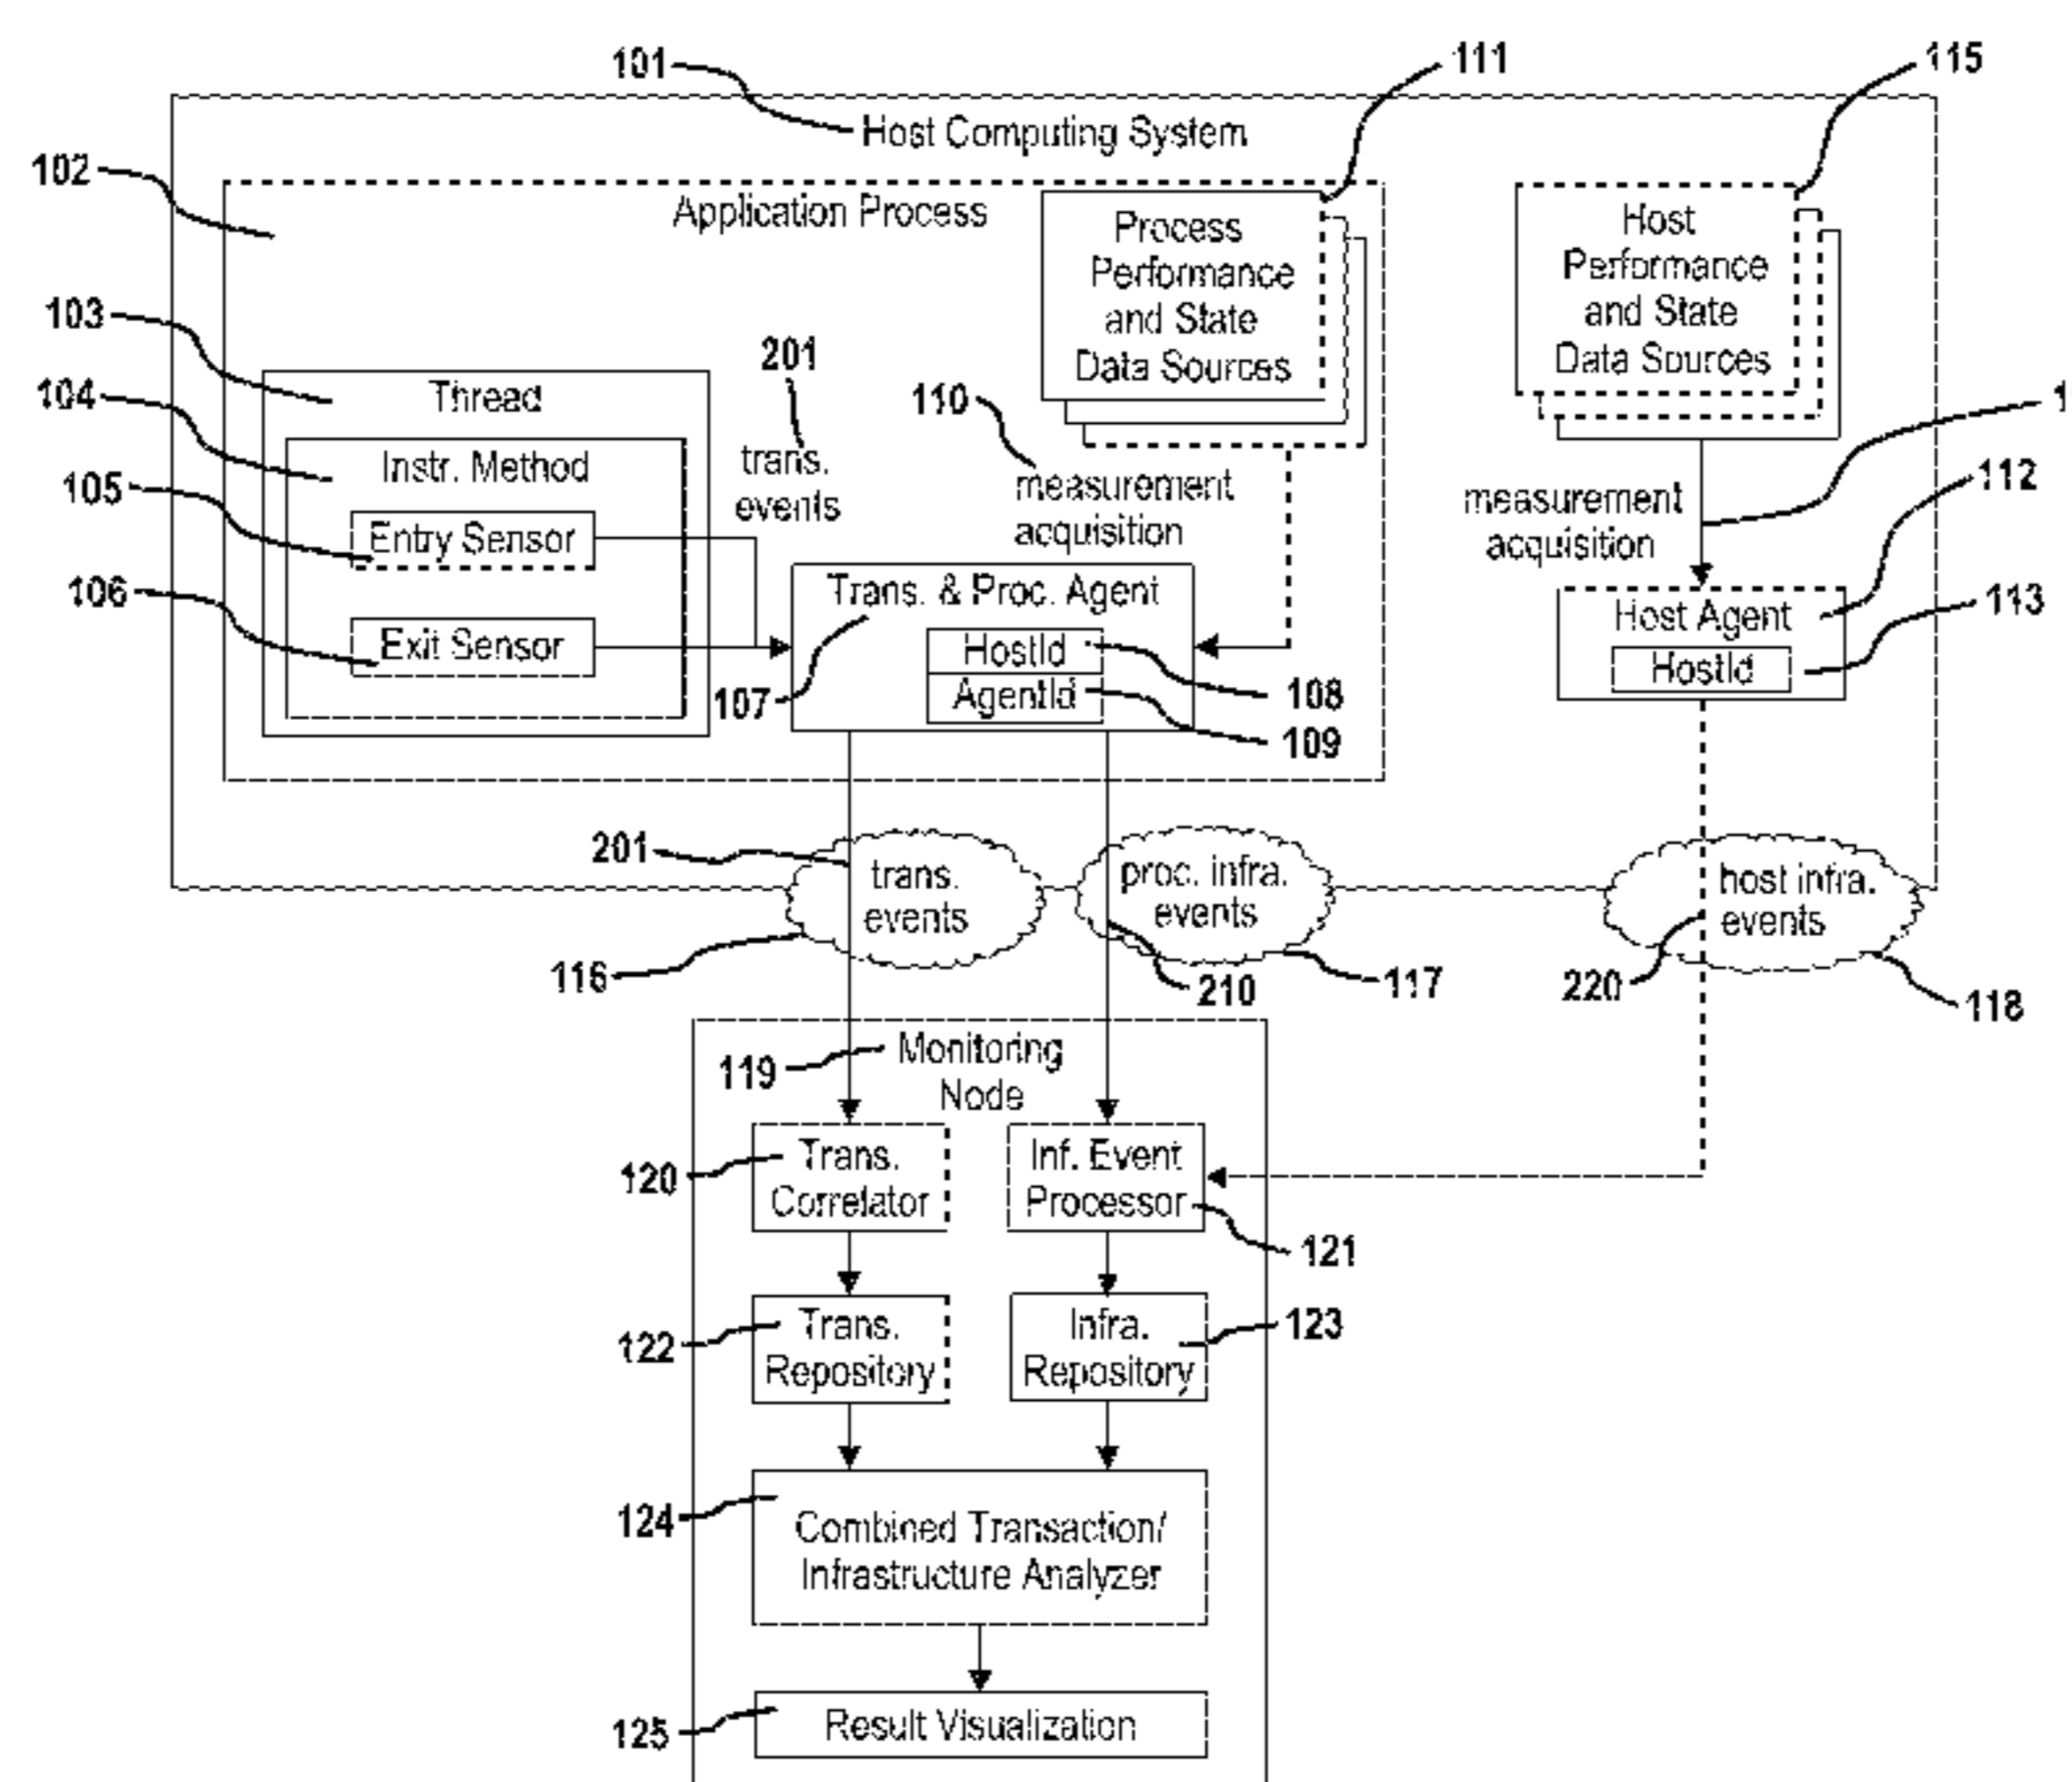 101
111
115
Host Computing System
102
Application Process
Process
Performance
and State
Data Sources
Host
Performance
and State
Data Sources
103
201
Thread
104
110
1
Instr. Method
trans.
events
measurement
acquisition
measurement
acquisition
112
105
Entry Sensor
106
Exit Sensor
Trans. & Proc. Agent
HostId
AgentId
107
108
109
Host Agent
113
HostId
201
trans.
events
proc. infra.
events
host infra.
events
116
210
117
220
118
119
Monitoring
Node
120
Trans.
Correlator
Inf. Event
Processor
121
122
Trans.
Repository
Infra.
Repository
123
124
Combined Transaction/
Infrastructure Analyzer
125
Result Visualization